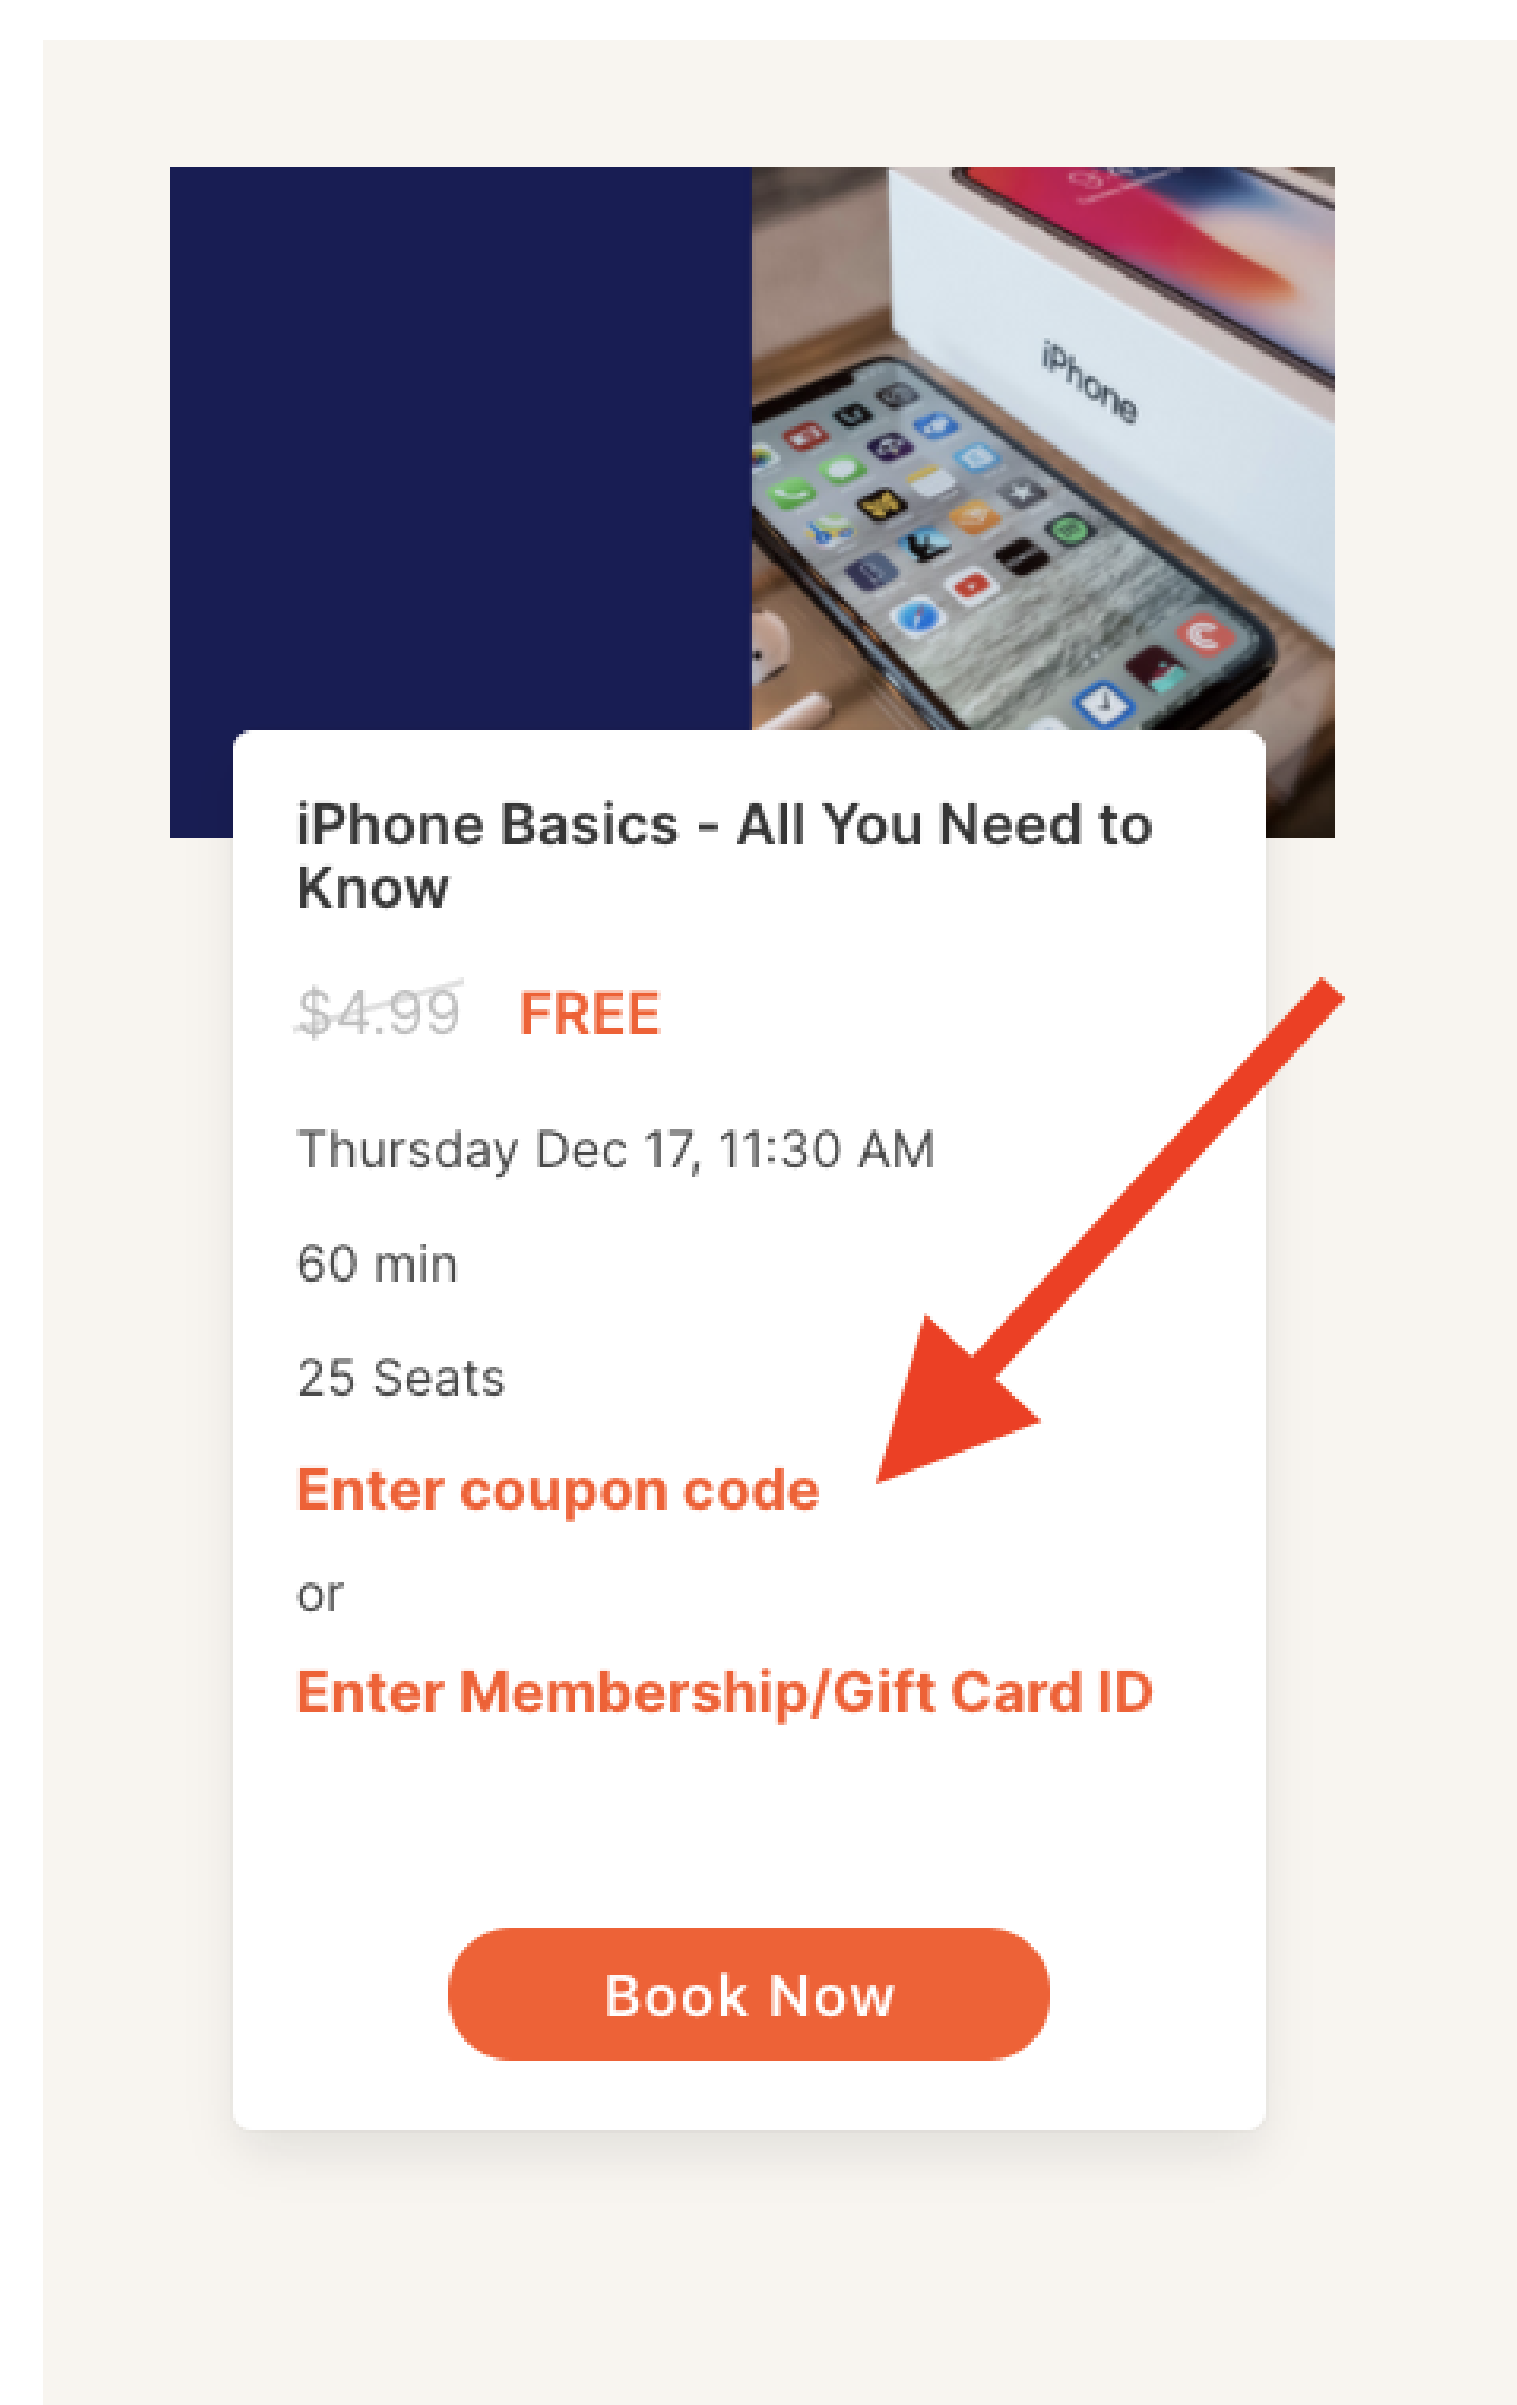 iPhone
iPhone Basics - All You Need to
Know
$4.99 FREE
Thursday Dec 17, 11:30 AM
60 min
25 Seats
Enter coupon code
or
Enter Membership/Gift Card ID
Book Now